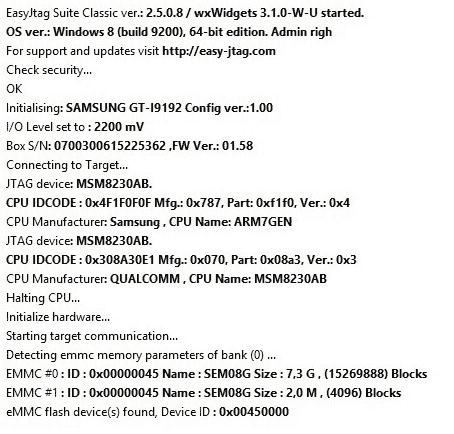 EasyJtag Suite Classic ver.: 2.5.0.8 / wxWidgets 3.1.0-W-U started.
OS ver.: Windows 8 (build 9200), 64-bit edition. Admin righ
For support and updates visit http://easy-jtag.com
Check security...
OK
Initialising: SAMSUNG GT-I9192 Config ver.:1.00
I/O Level set to : 2200 mV
Box S/N: 0700300615225362 ,FW Ver.: 01.58
Connecting to Target...
JTAG device: MSM8230AB.
CPU IDCODE : 0x4F1F0F0F Mfg.: 0x787, Part: 0xf1f0, Ver.: 0x4
CPU Manufacturer: Samsung , CPU Name: ARM7GEN
JTAG device: MSM8230AB.
CPU IDCODE : 0x308A30E1 Mfg.: 0x070, Part: 0x08a3, Ver.: 0x3
CPU Manufacturer: QUALCOMM , CPU Name: MSM8230AB
Halting CPU...
Initialize hardware...
Starting target communication...
Detecting emmc memory parameters of bank (0) ...
EMMC #0 : ID : 0x00000045 Name : SEM08G Size : 7,3 G , (15269888) Blocks
EMMC #1 : ID : 0x00000045 Name : SEM08G Size : 2,0 M , (4096) Blocks
eMMC flash device(s) found, Device ID : 0x00450000